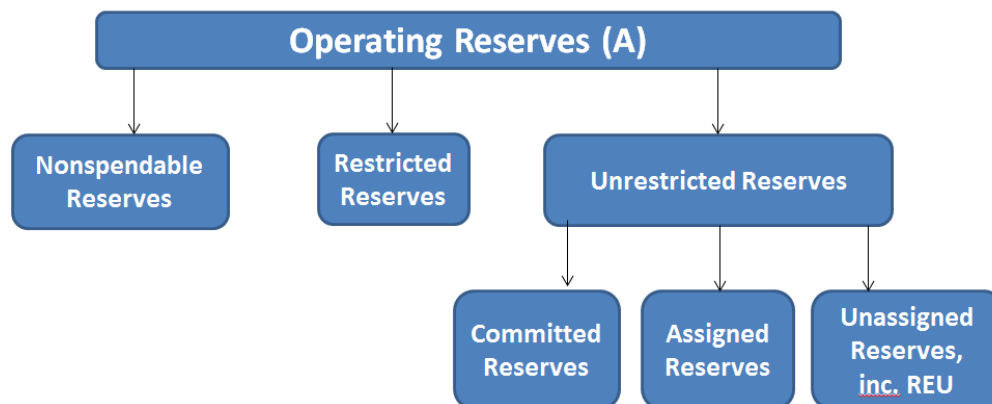 Operating Reserves (A)
Nonspendable
Reserves
Restricted
Reserves
Unrestricted Reserves
Committed
Reserves
Assigned
Reserves
Unassigned
Reserves,
inc. REU